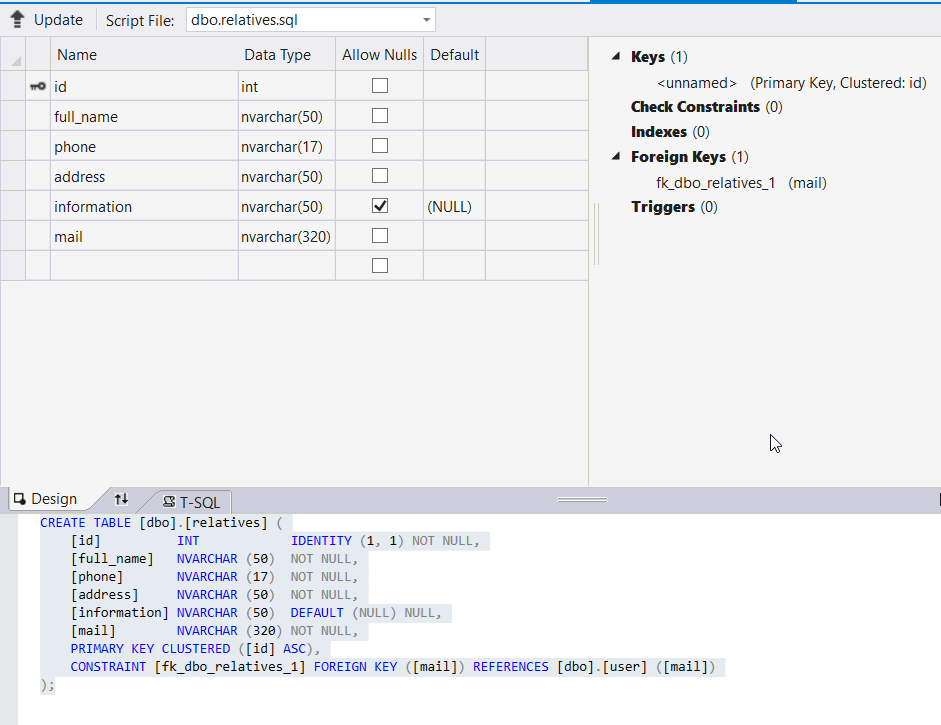 Update Script File: dbo.relatives.sql
Name Data Type Allow Nulls Default
id int
full_name nvarchar(50)
phone nvarchar(17)
address nvarchar(50)
information nvarchar(50) (NULL)
mail nvarchar(320)
Keys (1)
<unnamed> (Primary Key, Clustered: id)
Check Constraints (0)
Indexes (0)
Foreign Keys (1)
fk_dbo_relatives_1 (mail)
Triggers (0)
Design T-SQL
CREATE TABLE [dbo].[relatives] (
[id] INT IDENTITY (1, 1) NOT NULL,
[full_name] NVARCHAR (50) NOT NULL,
[phone] NVARCHAR (17) NOT NULL,
[address] NVARCHAR (50) NOT NULL,
[information] NVARCHAR (50) DEFAULT (NULL) NULL,
[mail] NVARCHAR (320) NOT NULL,
PRIMARY KEY CLUSTERED ([id] ASC),
CONSTRAINT [fk_dbo_relatives_1] FOREIGN KEY ([mail]) REFERENCES [dbo].[user] ([mail])
);